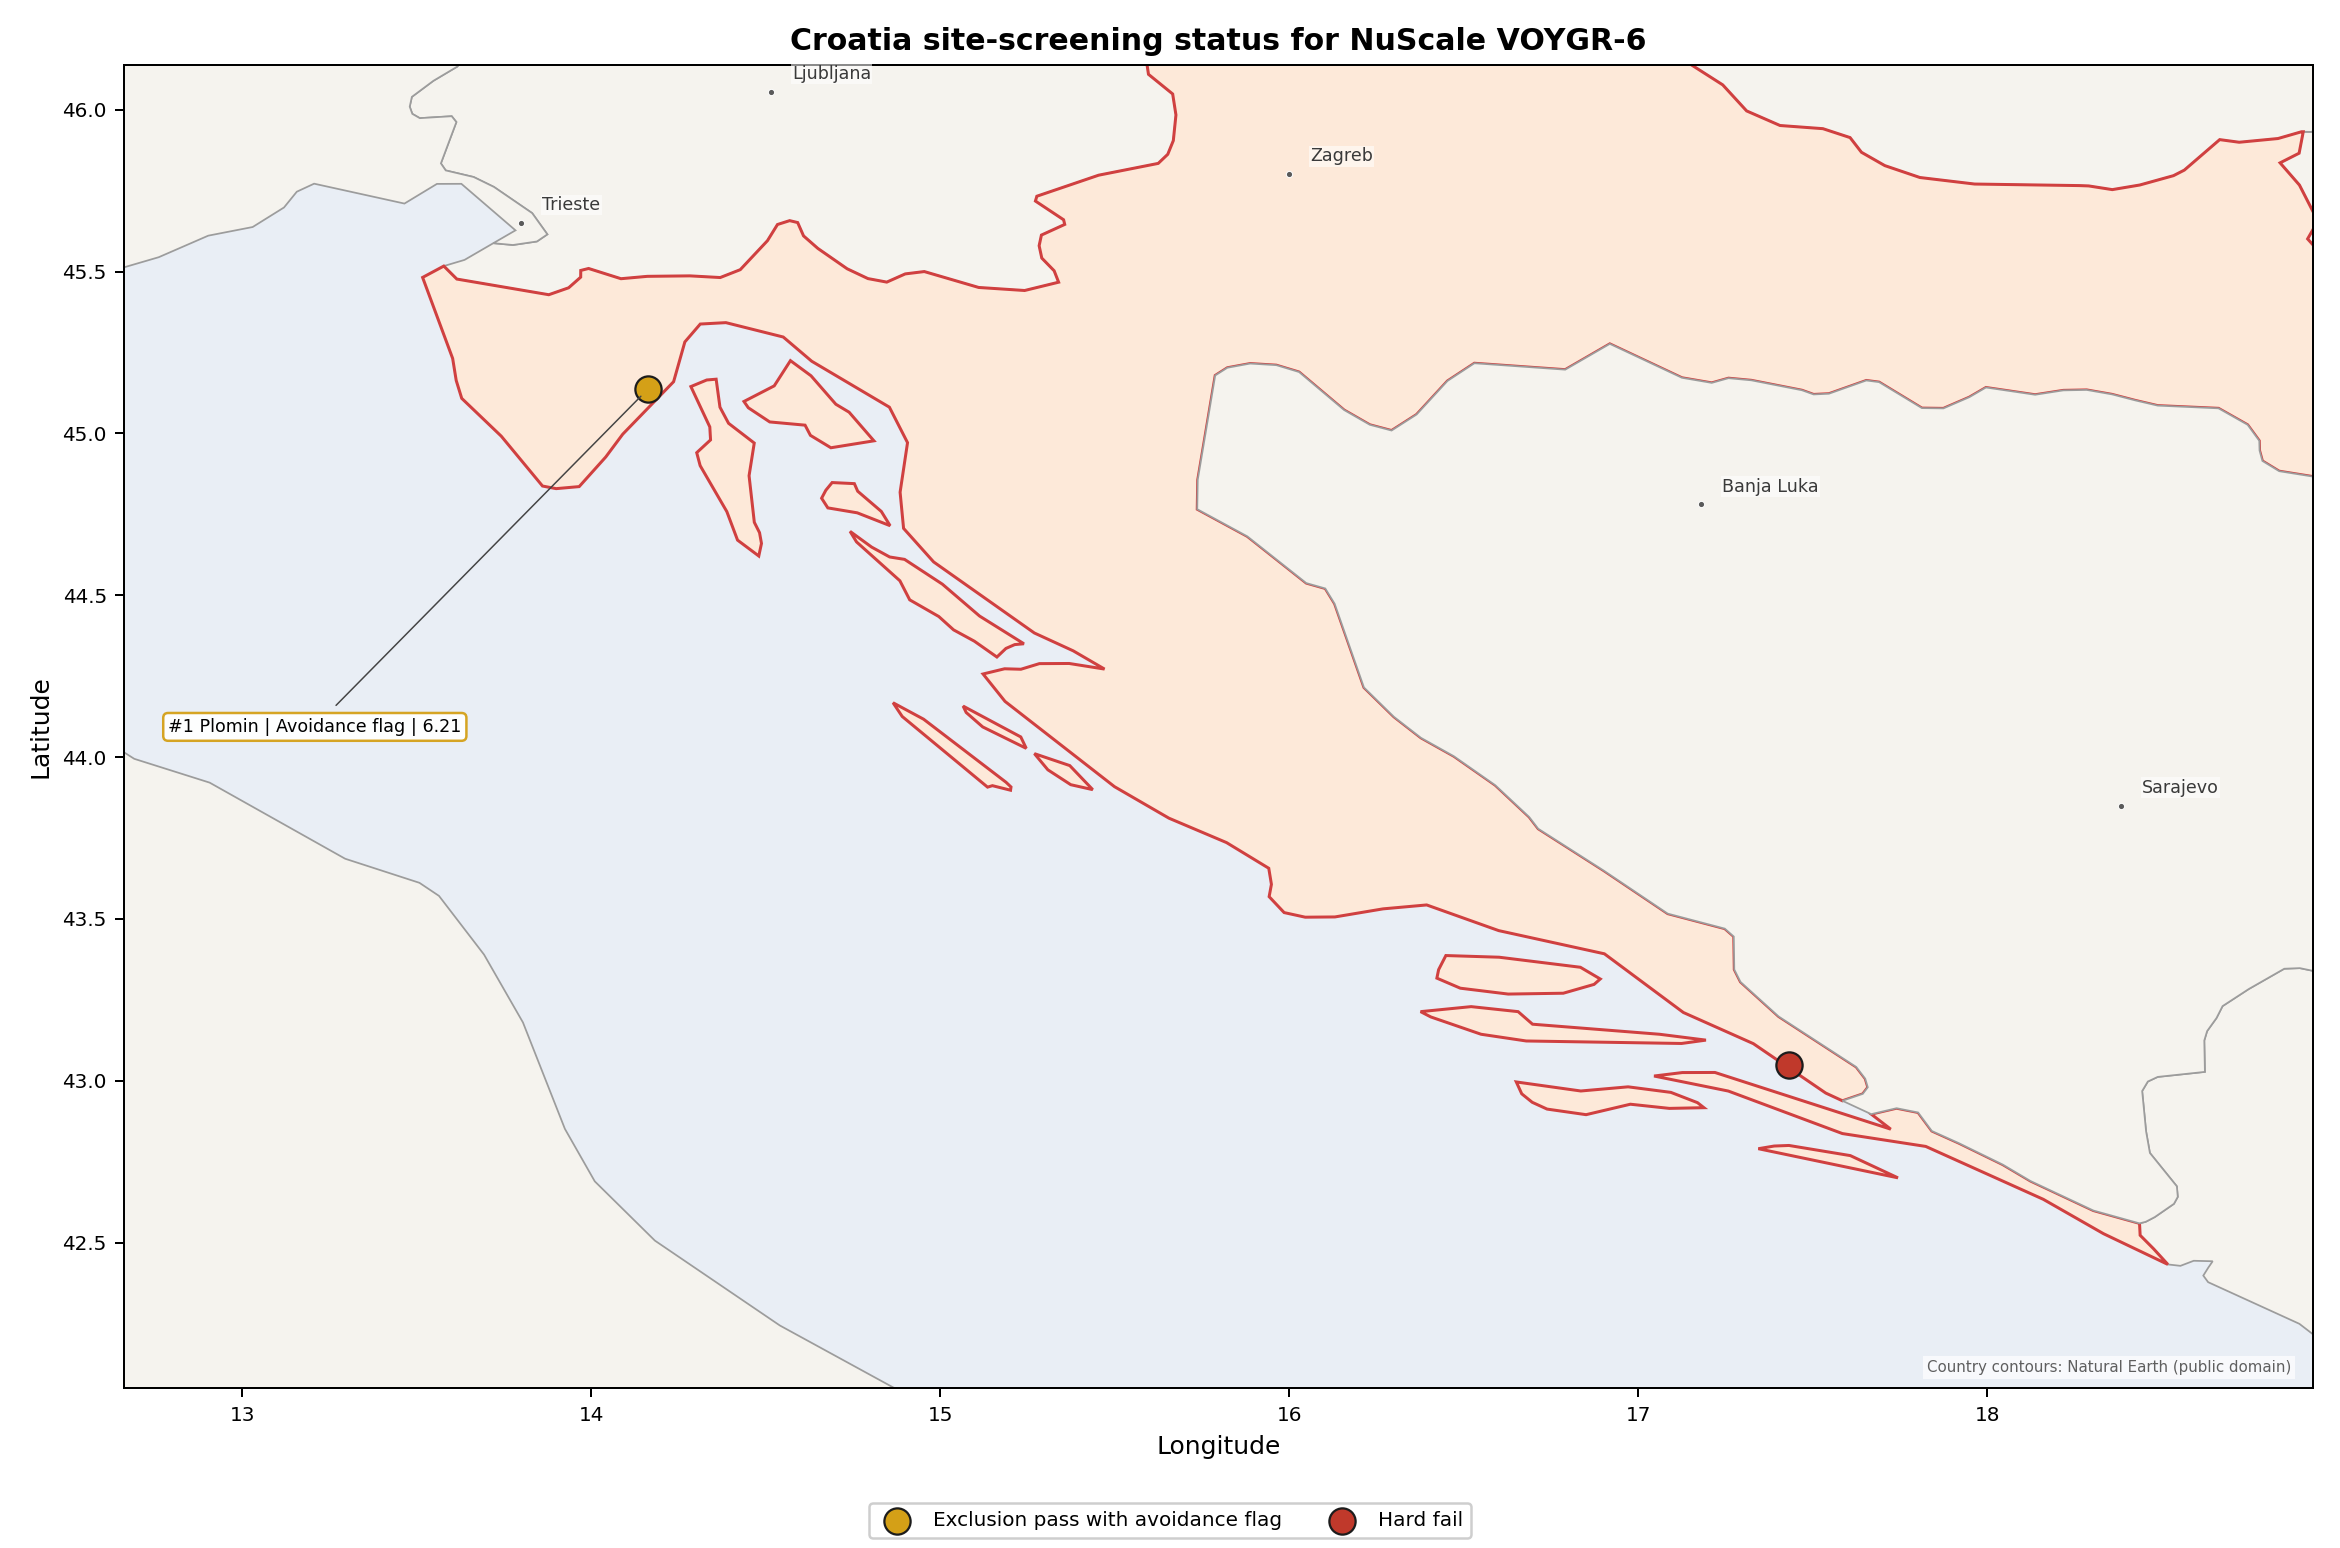 Croatia site-screening status for NuScale VOYGR-6
Ljubljana
46.0
Zagreb
Trieste
45.5
45.0
Banja Luka
44.5
#1 Plomin | Avoidance flag | 6.21
Latitude
44.0
Sarajevo
43.5
43.0
42.5
Country contours: Natural Earth (public domain)
13
14
15
16
17
18
Longitude
Exclusion pass with avoidance flag
Hard fail